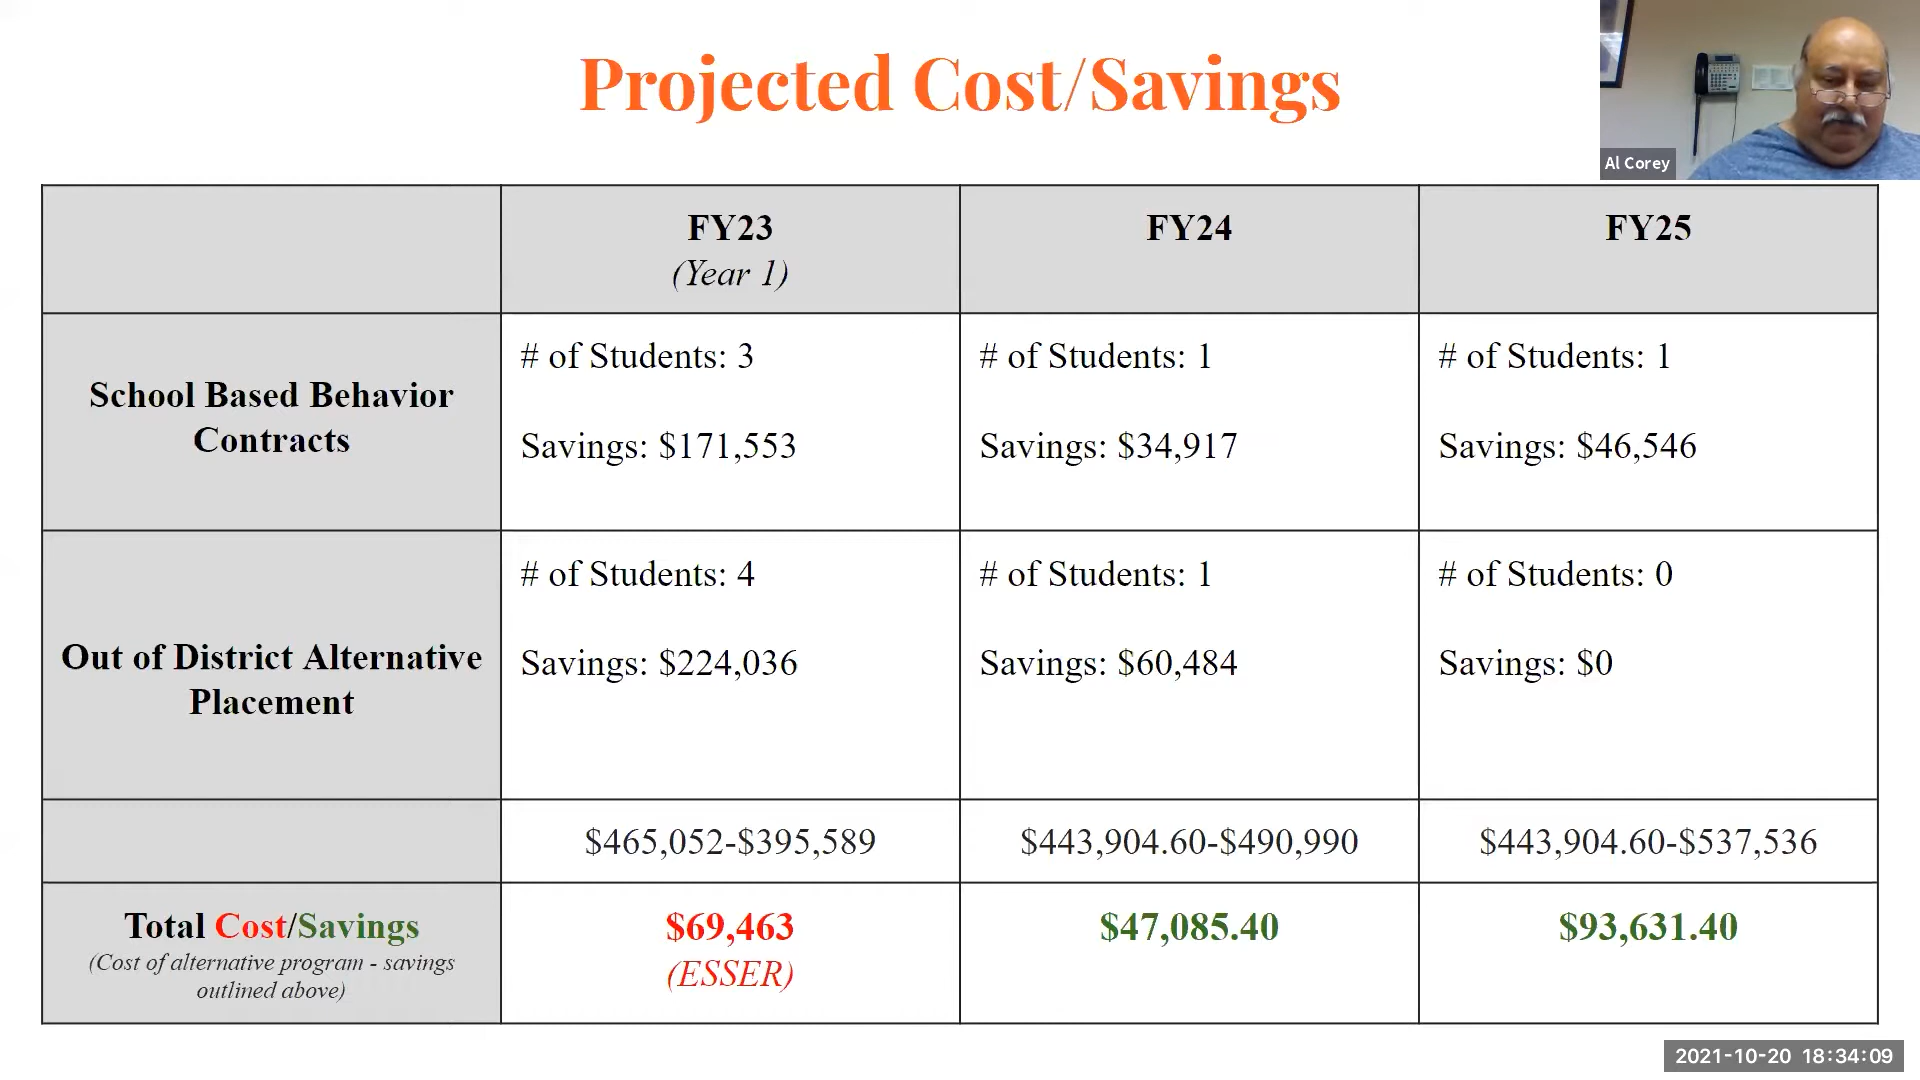 Projected Cost/Savings
Al Corey
FY23
(Year 1)
FY24
FY25
School Based Behavior
Contracts
# of Students: 3
Savings: $171,553
# of Students: 1
Savings: $34,917
# of Students: 1
Savings: $46,546
Out of District Alternative
Placement
# of Students: 4
Savings: $224,036
# of Students: 1
Savings: $60,484
# of Students: 0
Savings: $0
$465,052-$395,589
$443,904.60-$490,990
$443,904.60-$537,536
Total Cost/Savings
(Cost of alternative program - savings
outlined above)
$69,463
(ESSER)
$47,085.40
$93,631.40
2021-10-20 18:34:09